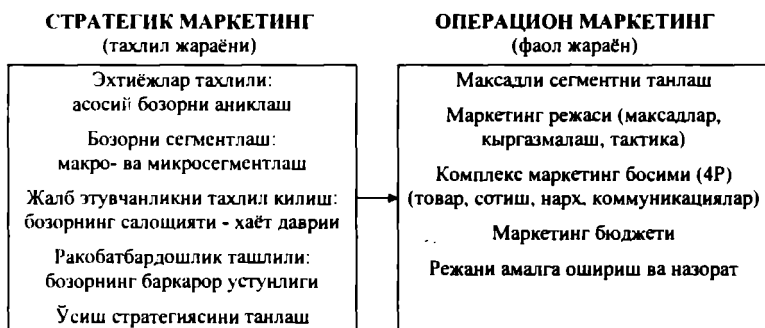 СТРАТЕГИК МАРКЕТИНГ
(тахлил жараёни)
Эхтиёжлар тахлили:
асосий бозорни аниклаш
Бозорни сегментлаш:
макро- ва микросегментлаш
Жалб этувчанликни тахлил килиш:
бозорнинг салощияти - хаёт даврии
Ракобатбардошлик ташлили:
бозорнинг баркарор устунлиги
Ўсиш стратегиясини танлаш
ОПЕРАЦИОН МАРКЕТИНГ
(фаол жараён)
Максадли сегментни танлаш
Маркетинг режаси (максадлар,
кыргазмалаш, тактика)
Комплекс маркетинг босими (4Р)
(товар, сотиш, нарх, коммуникациялар)
Маркетинг бюджети
Режани амалга ошириш ва назорат